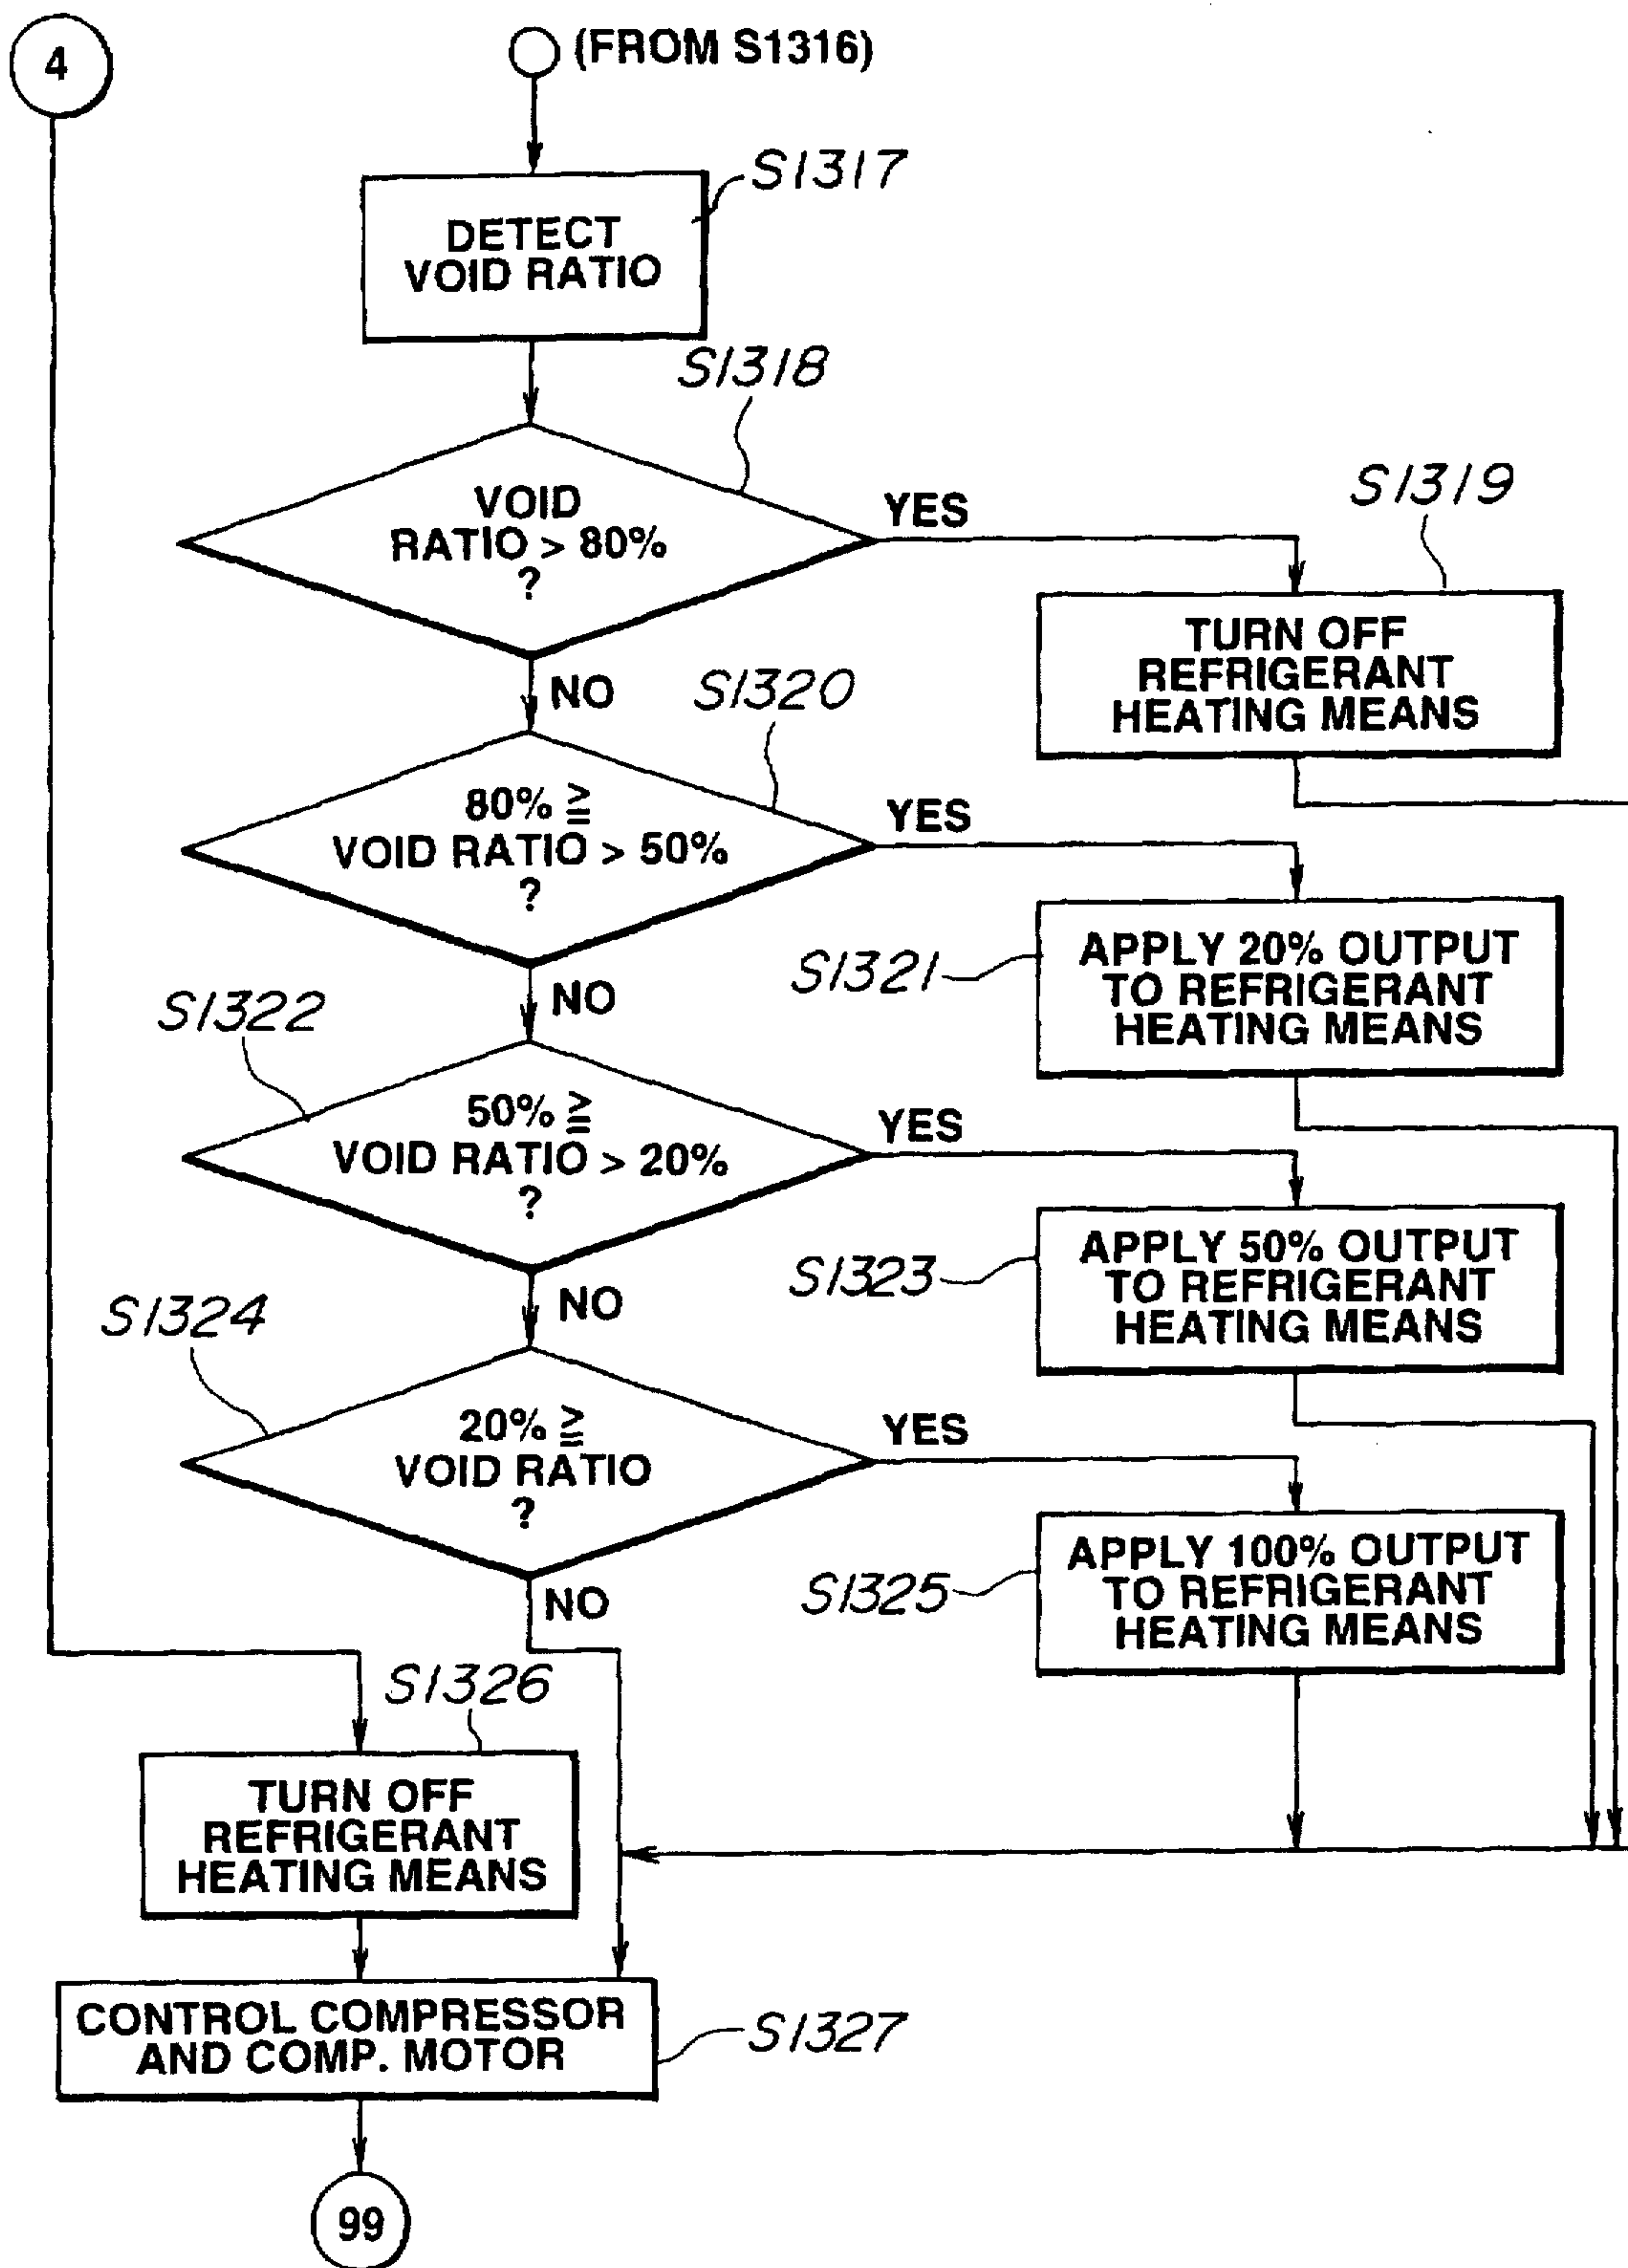 4
(FROM S1316)
S1317
DETECT
VOID RATIO
S1318
VOID
RATIO > 80%
?
YES
S1319
TURN OFF
REFRIGERANT
HEATING MEANS
NO
S1320
80% ≧
VOID RATIO > 50%
?
YES
S1321
APPLY 20% OUTPUT
TO REFRIGERANT
HEATING MEANS
NO
S1322
50% ≧
VOID RATIO > 20%
?
YES
S1323
APPLY 50% OUTPUT
TO REFRIGERANT
HEATING MEANS
NO
S1324
20% ≧
VOID RATIO
?
YES
S1325
APPLY 100% OUTPUT
TO REFRIGERANT
HEATING MEANS
NO
S1326
TURN OFF
REFRIGERANT
HEATING MEANS
CONTROL COMPRESSOR
AND COMP. MOTOR
S1327
99